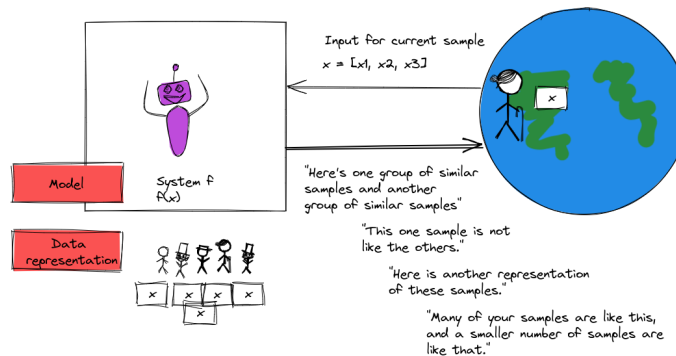 Input for current sample
x = [x1, x2, x3]
x
Model
System f
f(x)
"Here's one group of similar
samples and another
group of similar samples"
"This one sample is not
like the others."
Data
representation
"Here is another representation
of these samples."
x
x
x
x
x
"Many of your samples are like this,
and a smaller number of samples are
like that."